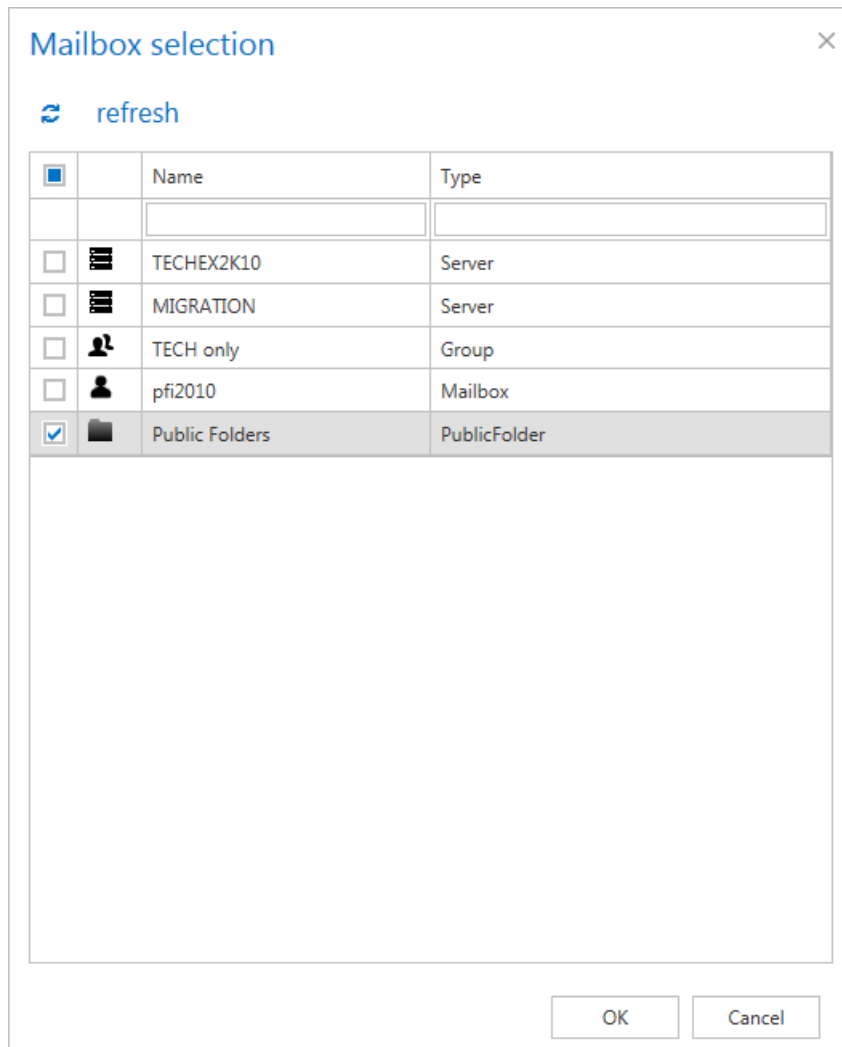 Mailbox selection
refresh
Name Type
TECHEX2K10 Server
MIGRATION Server
TECH only Group
pfi2010 Mailbox
Public Folders PublicFolder
OK Cancel